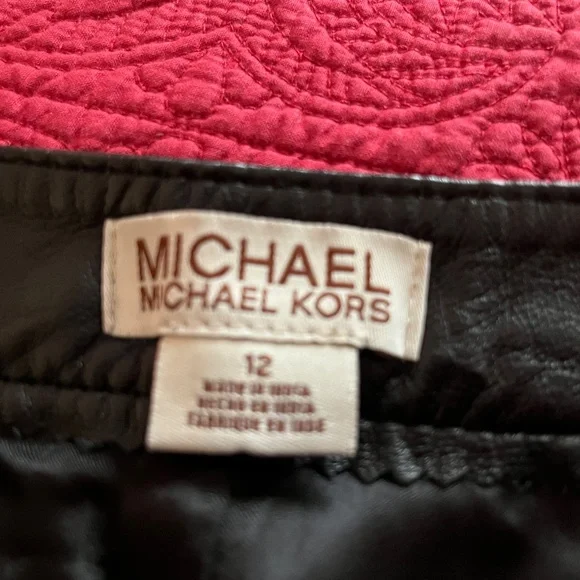 MICHAEL
MICHAEL KORS
12
MADE IN INDIA
HECHO EN INDIA
FABRIQUE EN INDE